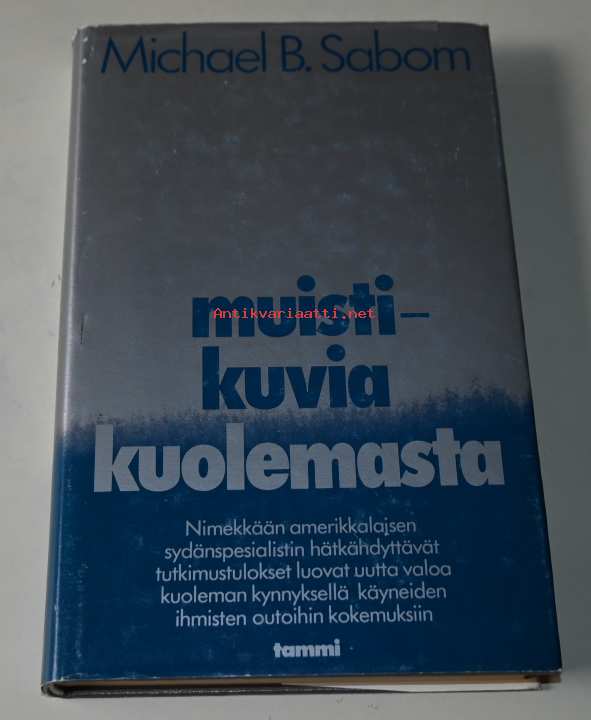 Michael B. Sabom
muisti-
Antikvariaatti.net
kuvia
kuolemasta
Nimekkään amerikkalaisen
sydänspesialistin hätkähdyttävät
tutkimustulokset luovat uutta valoa
kuoleman kynnyksellä käyneiden
ihmisten outoihin kokemuksiin
tammi